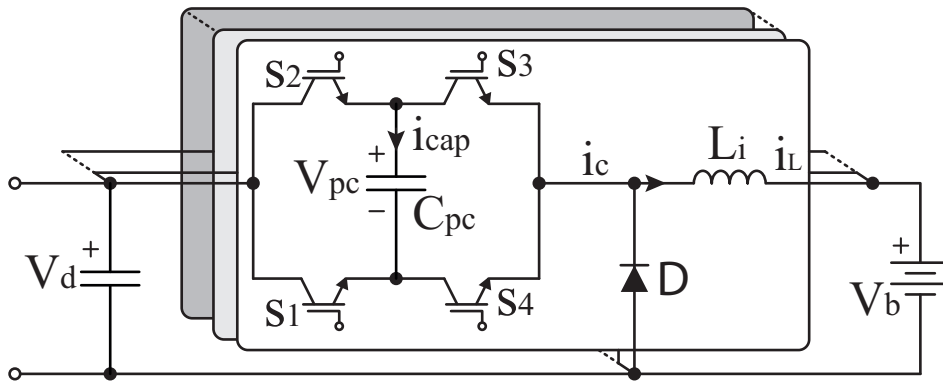 S2
S3
icap
+
Vpc
−
Cpc
ic
Li
iL
+
Vd
S1
S4
D
+
Vb